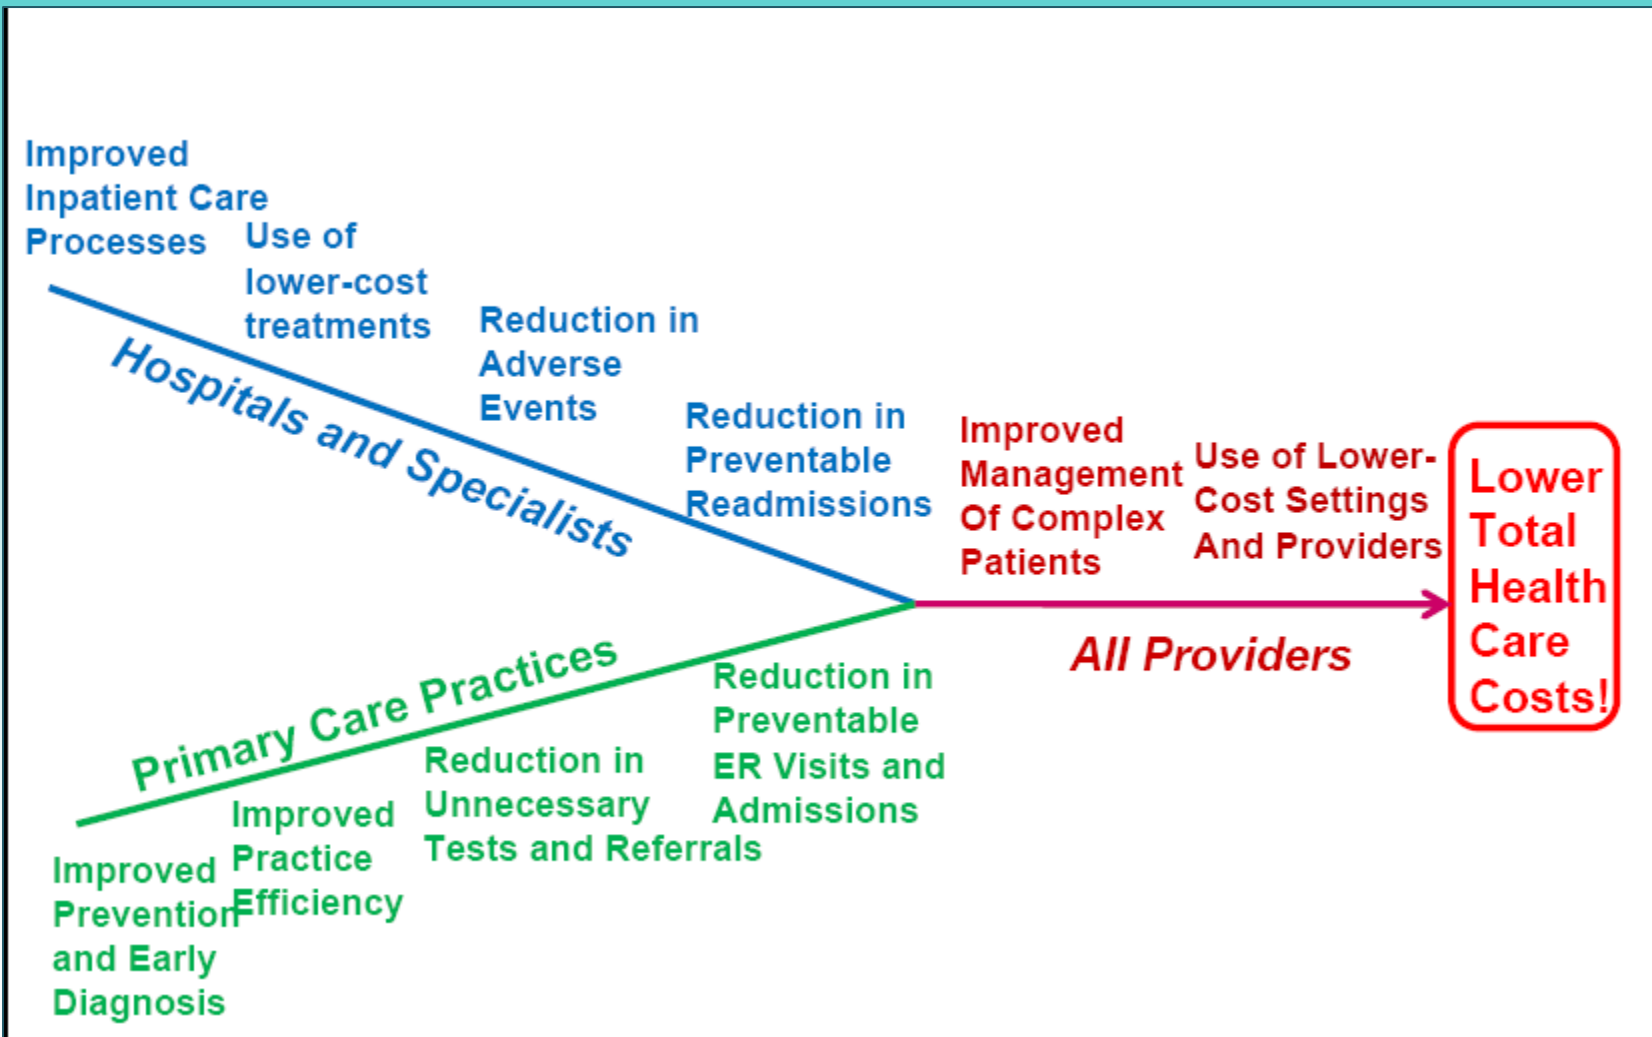 Improved
Inpatient Care
Processes
Use of
lower-cost
treatments
Reduction in
Adverse
Events
Reduction in
Preventable
Readmissions
Hospitals and Specialists
Improved
Management
Of Complex
Patients
Use of Lower-
Cost Settings
And Providers
All Providers
Lower
Total
Health
Care
Costs!
Primary Care Practices
Improved
Prevention
and Early
Diagnosis
Improved
Practice
Efficiency
Reduction in
Unnecessary
Tests and Referrals
Reduction in
Preventable
ER Visits and
Admissions